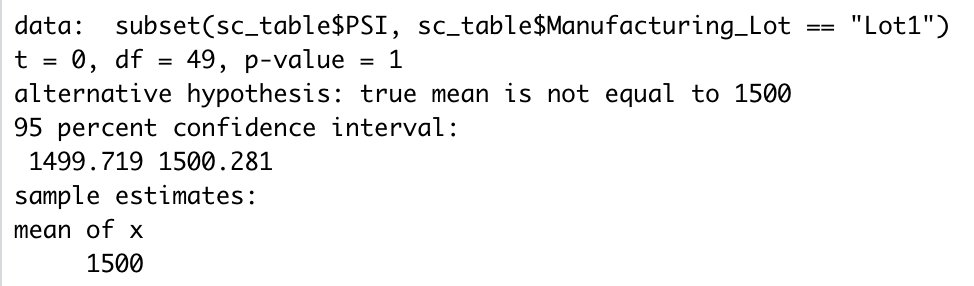 data:  subset(sc_table$PSI, sc_table$Manufacturing_Lot == "Lot1")
t = 0, df = 49, p-value = 1
alternative hypothesis: true mean is not equal to 1500
95 percent confidence interval:
 1499.719 1500.281
sample estimates:
mean of x
     1500